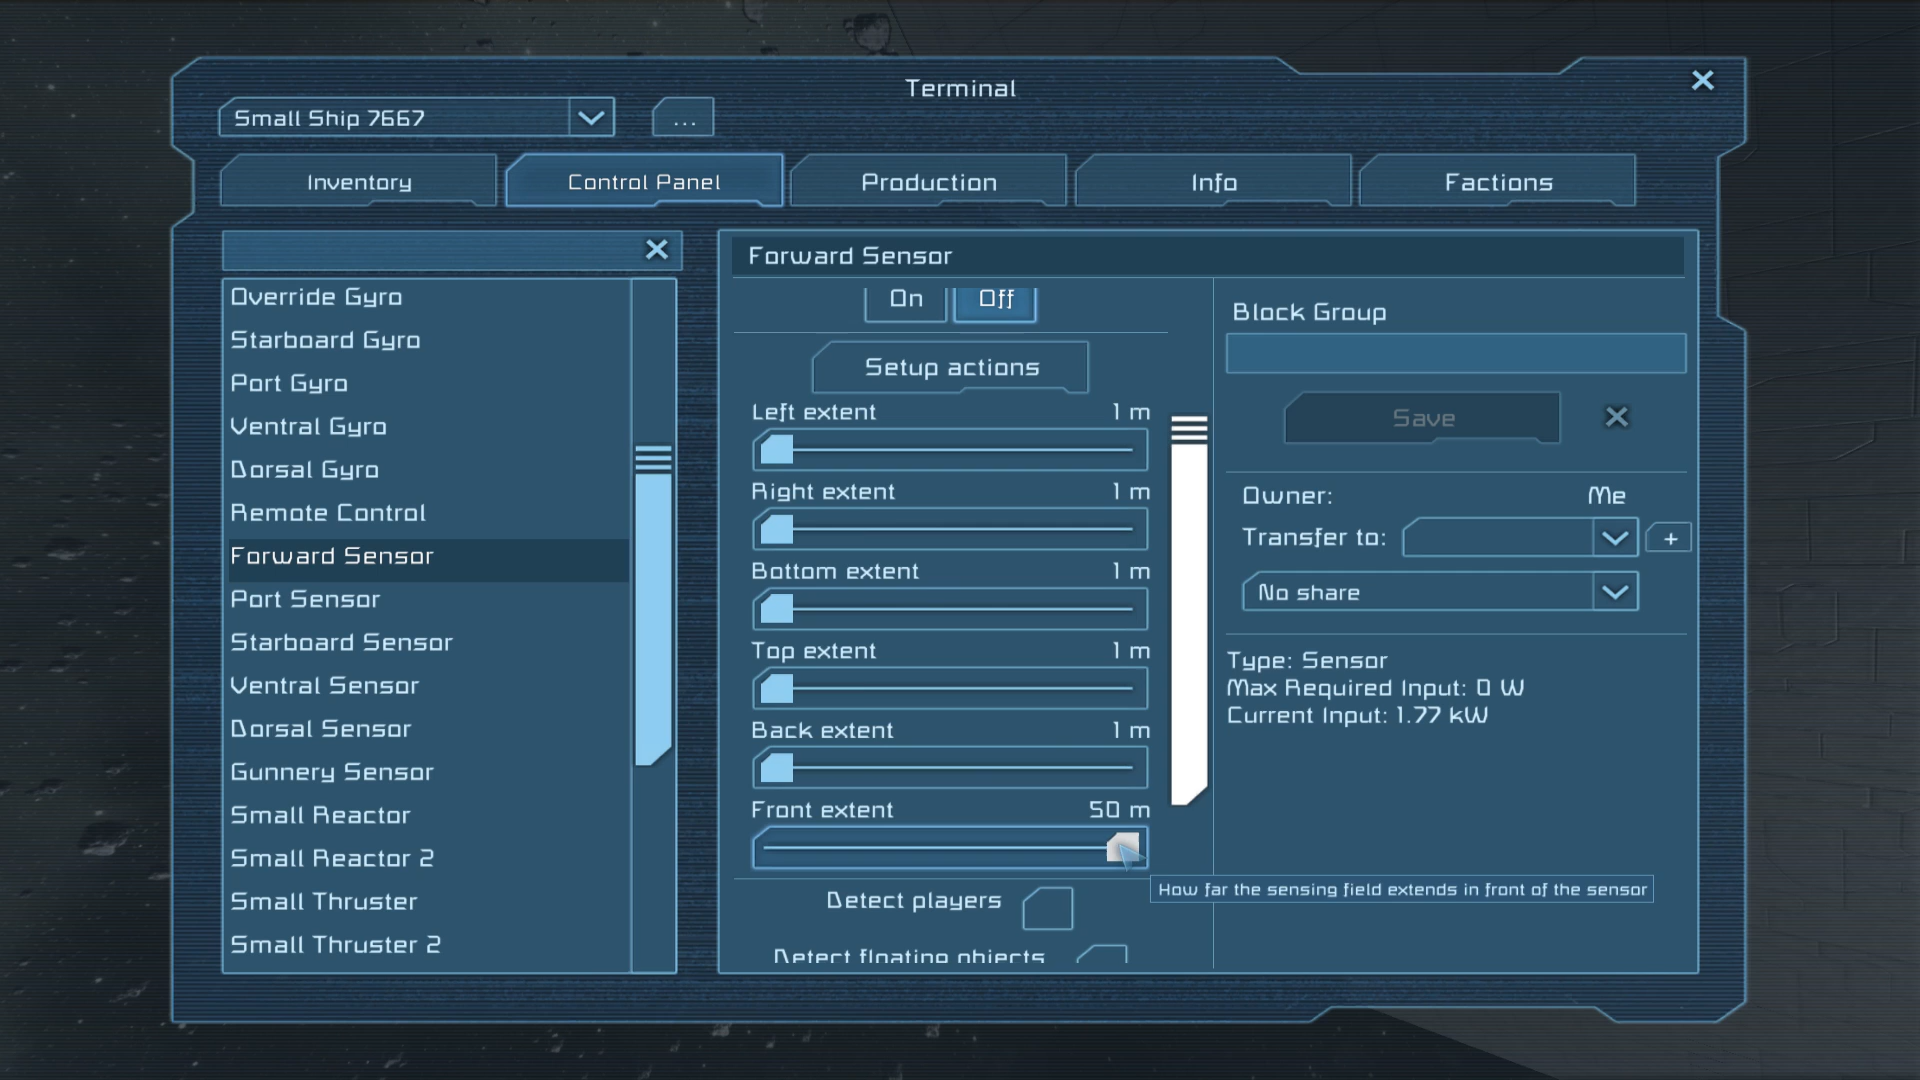 Terminal
Small Ship 7667
...
Inventory
Control Panel
Production
Info
Factions
Override Gyro
Starboard Gyro
Port Gyro
Ventral Gyro
Dorsal Gyro
Remote Control
Forward Sensor
Port Sensor
Starboard Sensor
Ventral Sensor
Dorsal Sensor
Gunnery Sensor
Small Reactor
Small Reactor 2
Small Thruster
Small Thruster 2
Forward Sensor
On Off
Setup actions
Left extent 1 m
Right extent 1 m
Bottom extent 1 m
Top extent 1 m
Back extent 1 m
Front extent 50 m
Detect players
Detect floating objects
How far the sensing field extends in front of the sensor
Block Group
Save
Owner: Me
Transfer to:
+
No share
Type: Sensor
Max Required Input: 0 W
Current Input: 1.77 kW